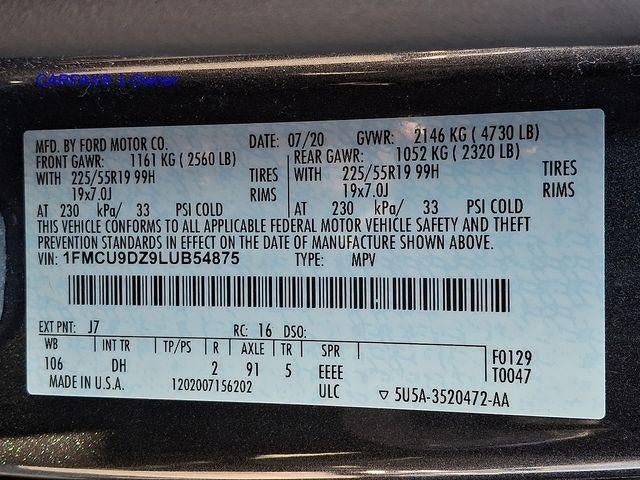 CARFAX® 1-Owner
MFD. BY FORD MOTOR CO. DATE: 07/20 GVWR: 2146 KG ( 4730 LB)
FRONT GAWR: 1161 KG ( 2560 LB) REAR GAWR: 1052 KG ( 2320 LB)
WITH 225/55R19 99H TIRES WITH 225/55R19 99H TIRES
19x7.0J RIMS 19x7.0J RIMS
AT 230 kPa/ 33 PSI COLD AT 230 kPa/ 33 PSI COLD
THIS VEHICLE CONFORMS TO ALL APPLICABLE FEDERAL MOTOR VEHICLE SAFETY AND THEFT
PREVENTION STANDARDS IN EFFECT ON THE DATE OF MANUFACTURE SHOWN ABOVE.
VIN: 1FMCU9DZ9LUB54875 TYPE: MPV
EXT PNT: J7 RC: 16 DSO:
WB INT TR TP/PS R AXLE TR SPR F0129
106 DH 2 91 5 EEEE T0047
MADE IN U.S.A. 1202007156202 ULC ▽ 5U5A-3520472-AA